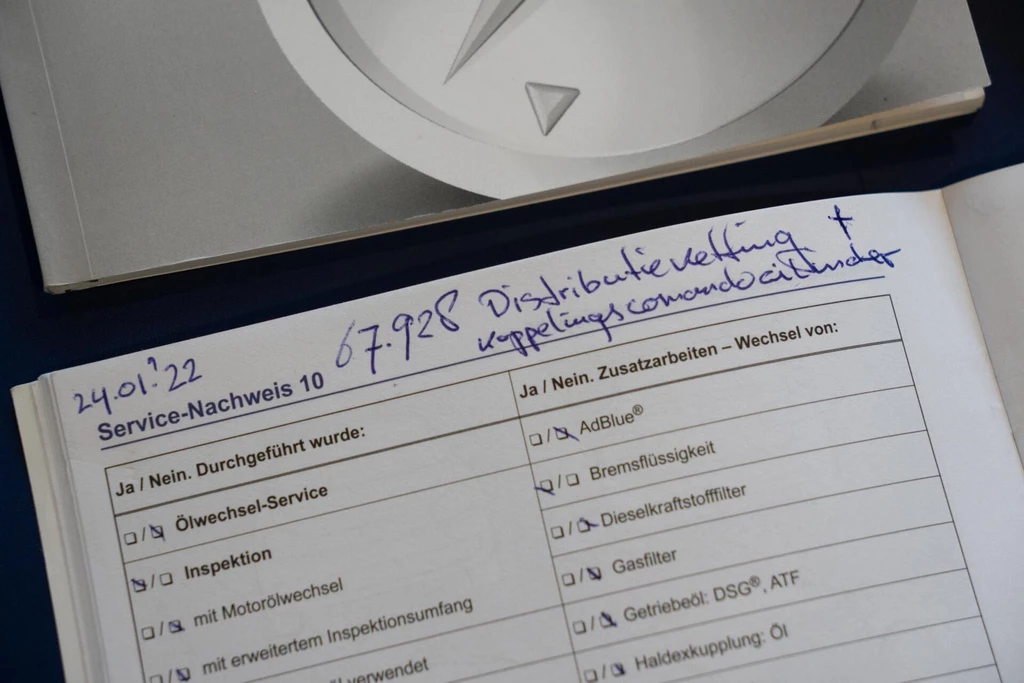 24.01.'22
67.928 Distributieketting +
koppelingscomandocilinder
Service-Nachweis 10
Ja / Nein. Durchgeführt wurde:
Ölwechsel-Service
Inspektion
mit Motorölwechsel
mit erweitertem Inspektionsumfang
verwendet
Ja / Nein. Zusatzarbeiten – Wechsel von:
AdBlue®
Bremsflüssigkeit
Dieselkraftstofffilter
Gasfilter
Getriebeöl: DSG®, ATF
Haldexkupplung: Öl